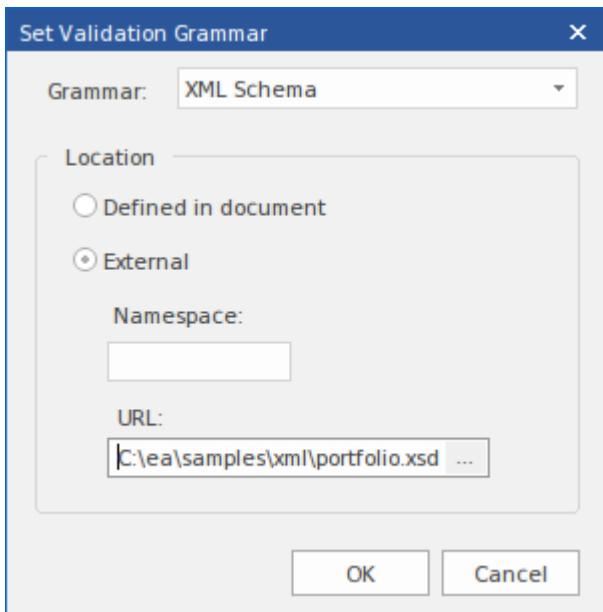 Set Validation Grammar
Grammar: XML Schema
Location
Defined in document
External
Namespace:
URL:
C:\ea\samples\xml\portfolio.xsd ...
OK Cancel